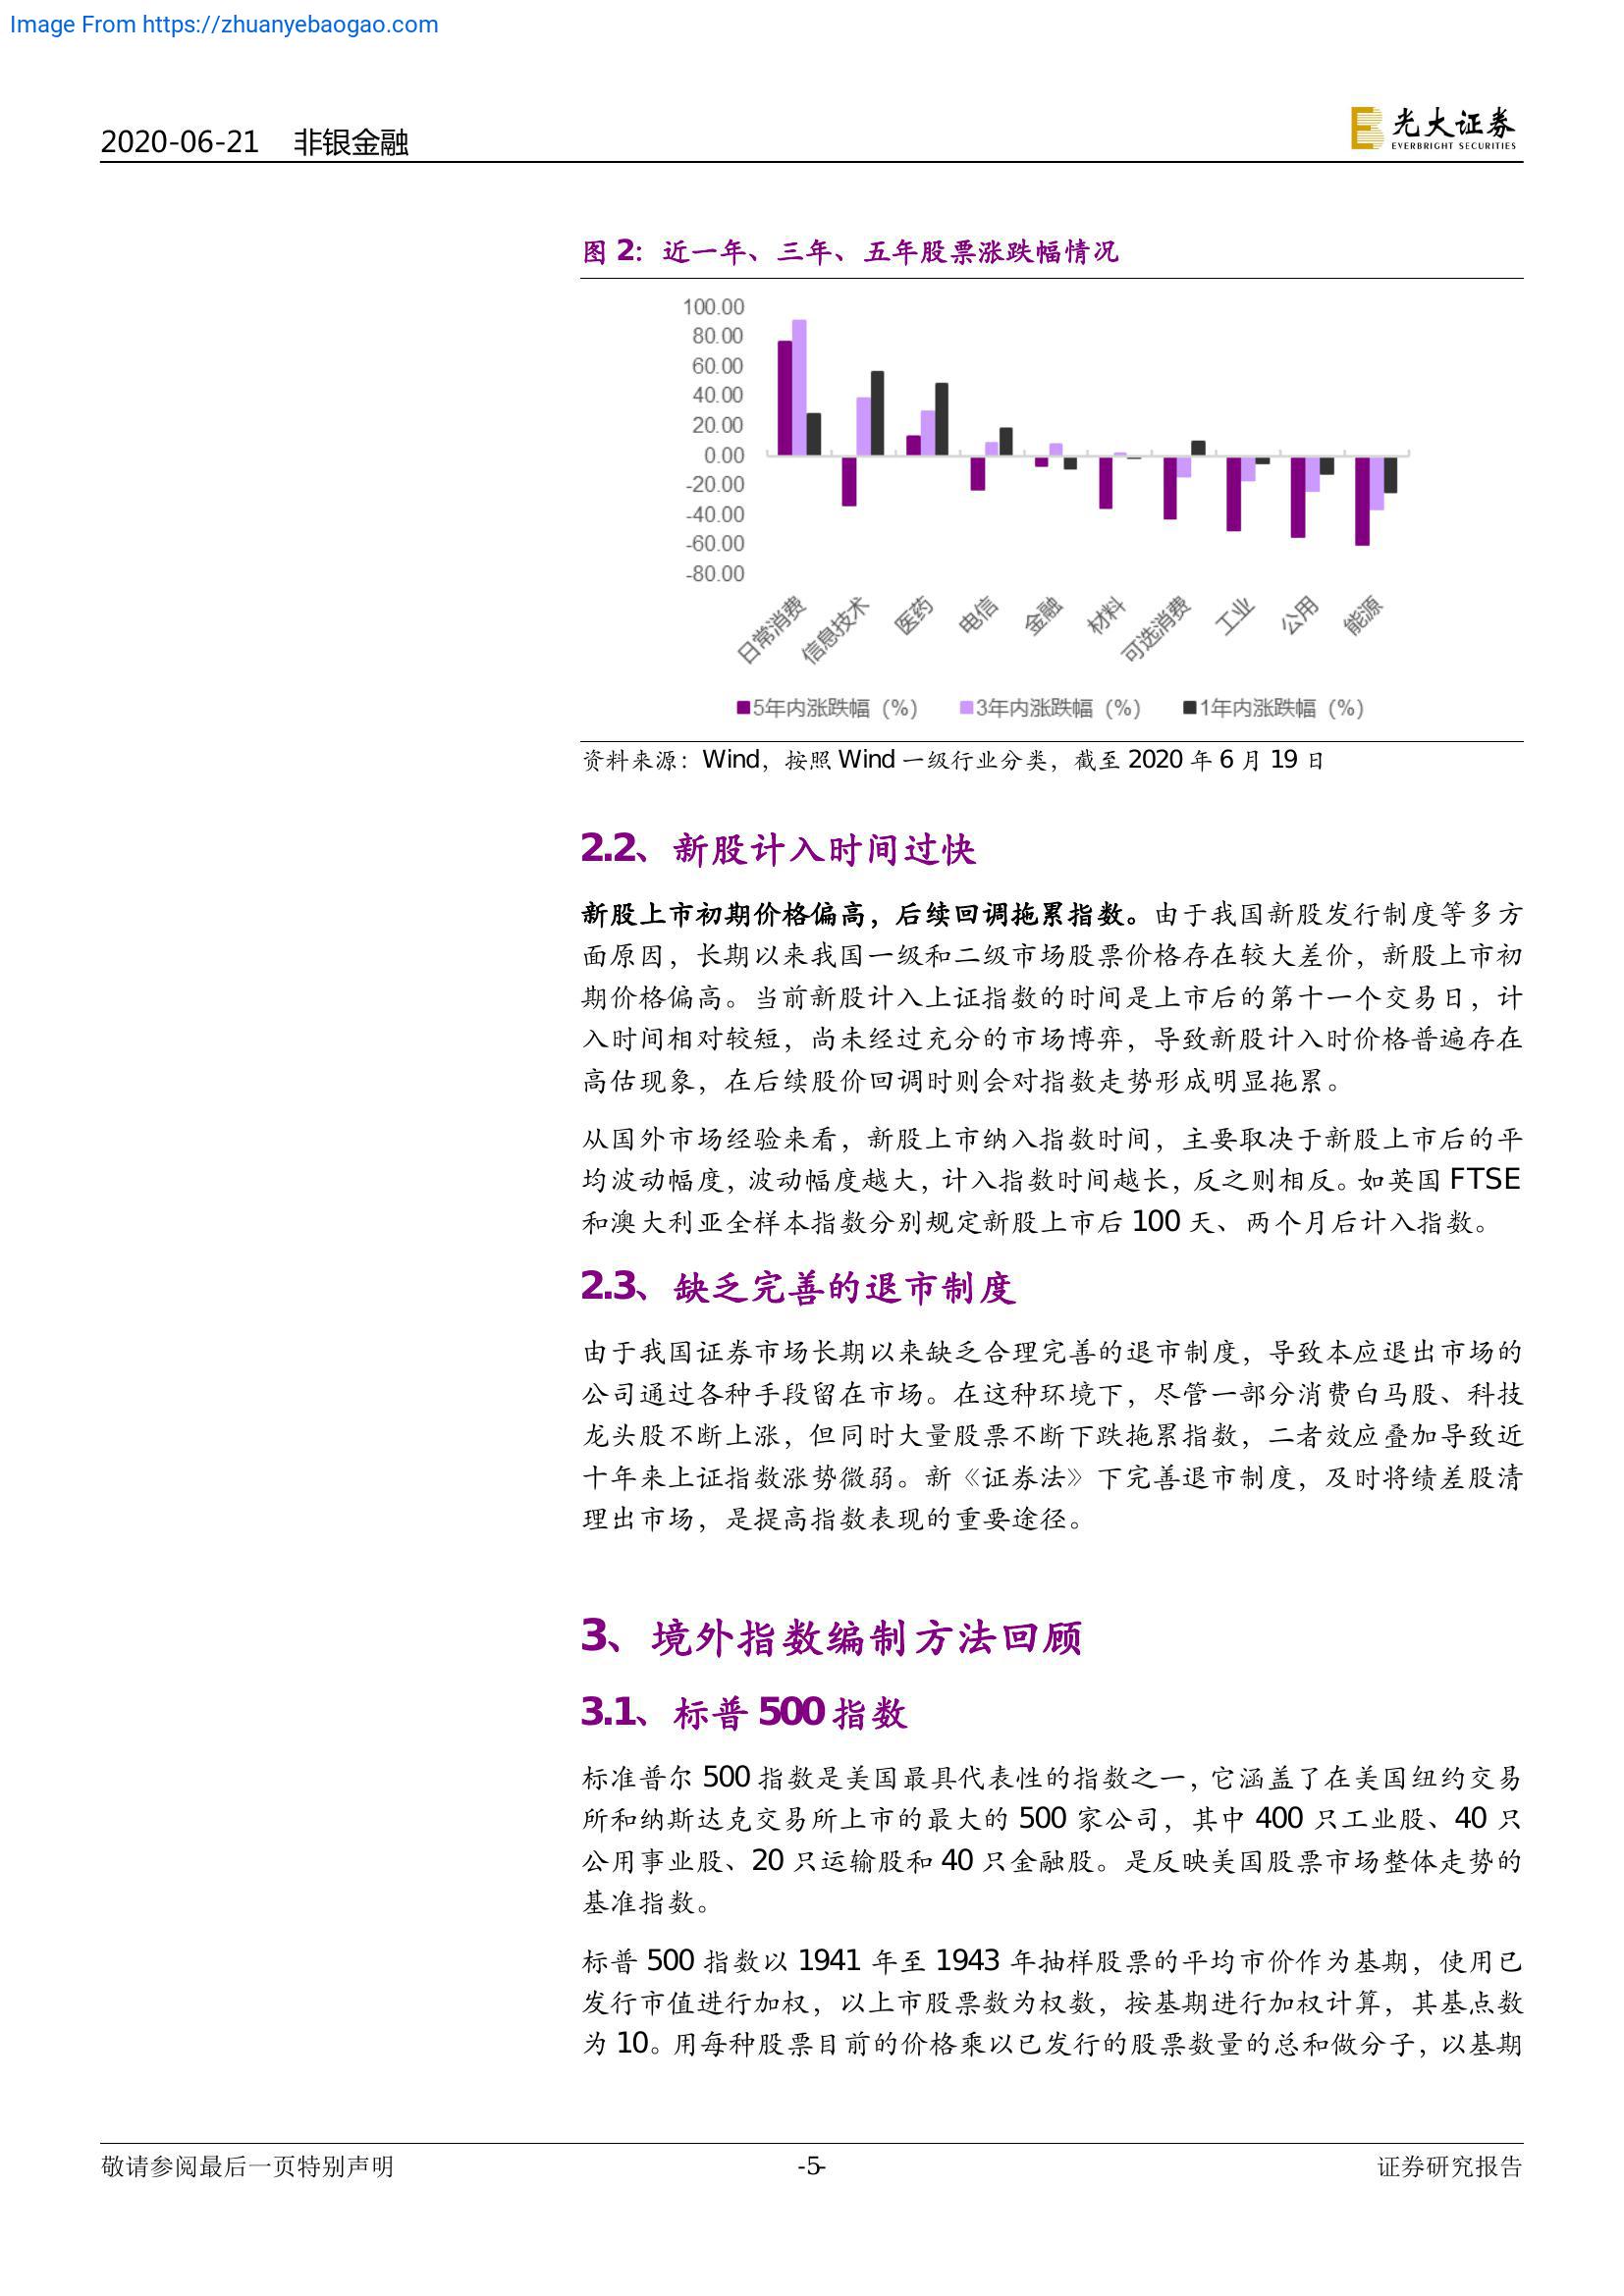 Image From https://zhuanyebaogao.com
2020-06-21 非银金融
光大证券
EVERBRIGHT SECURITIES
图 2：近一年、三年、五年股票涨跌幅情况
100.00
80.00
60.00
40.00
20.00
0.00
-20.00
-40.00
-60.00
-80.00
日常消费
信息技术
医药
电信
金融
材料
可选消费
工业
公用
能源
5年内涨跌幅（%） 3年内涨跌幅（%） 1年内涨跌幅（%）
资料来源：Wind，按照 Wind 一级行业分类，截至 2020 年 6 月 19 日
2.2、新股计入时间过快
新股上市初期价格偏高，后续回调拖累指数。由于我国新股发行制度等多方
面原因，长期以来我国一级和二级市场股票价格存在较大差价，新股上市初
期价格偏高。当前新股计入上证指数的时间是上市后的第十一个交易日，计
入时间相对较短，尚未经过充分的市场博弈，导致新股计入时价格普遍存在
高估现象，在后续股价回调时则会对指数走势形成明显拖累。
从国外市场经验来看，新股上市纳入指数时间，主要取决于新股上市后的平
均波动幅度，波动幅度越大，计入指数时间越长，反之则相反。如英国 FTSE
和澳大利亚全样本指数分别规定新股上市后 100 天、两个月后计入指数。
2.3、缺乏完善的退市制度
由于我国证券市场长期以来缺乏合理完善的退市制度，导致本应退出市场的
公司通过各种手段留在市场。在这种环境下，尽管一部分消费白马股、科技
龙头股不断上涨，但同时大量股票不断下跌拖累指数，二者效应叠加导致近
十年来上证指数涨势微弱。新《证券法》下完善退市制度，及时将绩差股清
理出市场，是提高指数表现的重要途径。
3、境外指数编制方法回顾
3.1、标普 500 指数
标准普尔 500 指数是美国最具代表性的指数之一，它涵盖了在美国纽约交易
所和纳斯达克交易所上市的最大的 500 家公司，其中 400 只工业股、40 只
公用事业股、20 只运输股和 40 只金融股。是反映美国股票市场整体走势的
基准指数。
标普 500 指数以 1941 年至 1943 年抽样股票的平均市价作为基期，使用已
发行市值进行加权，以上市股票数为权数，按基期进行加权计算，其基点数
为 10。用每种股票目前的价格乘以已发行的股票数量的总和做分子，以基期
敬请参阅最后一页特别声明 -5- 证券研究报告